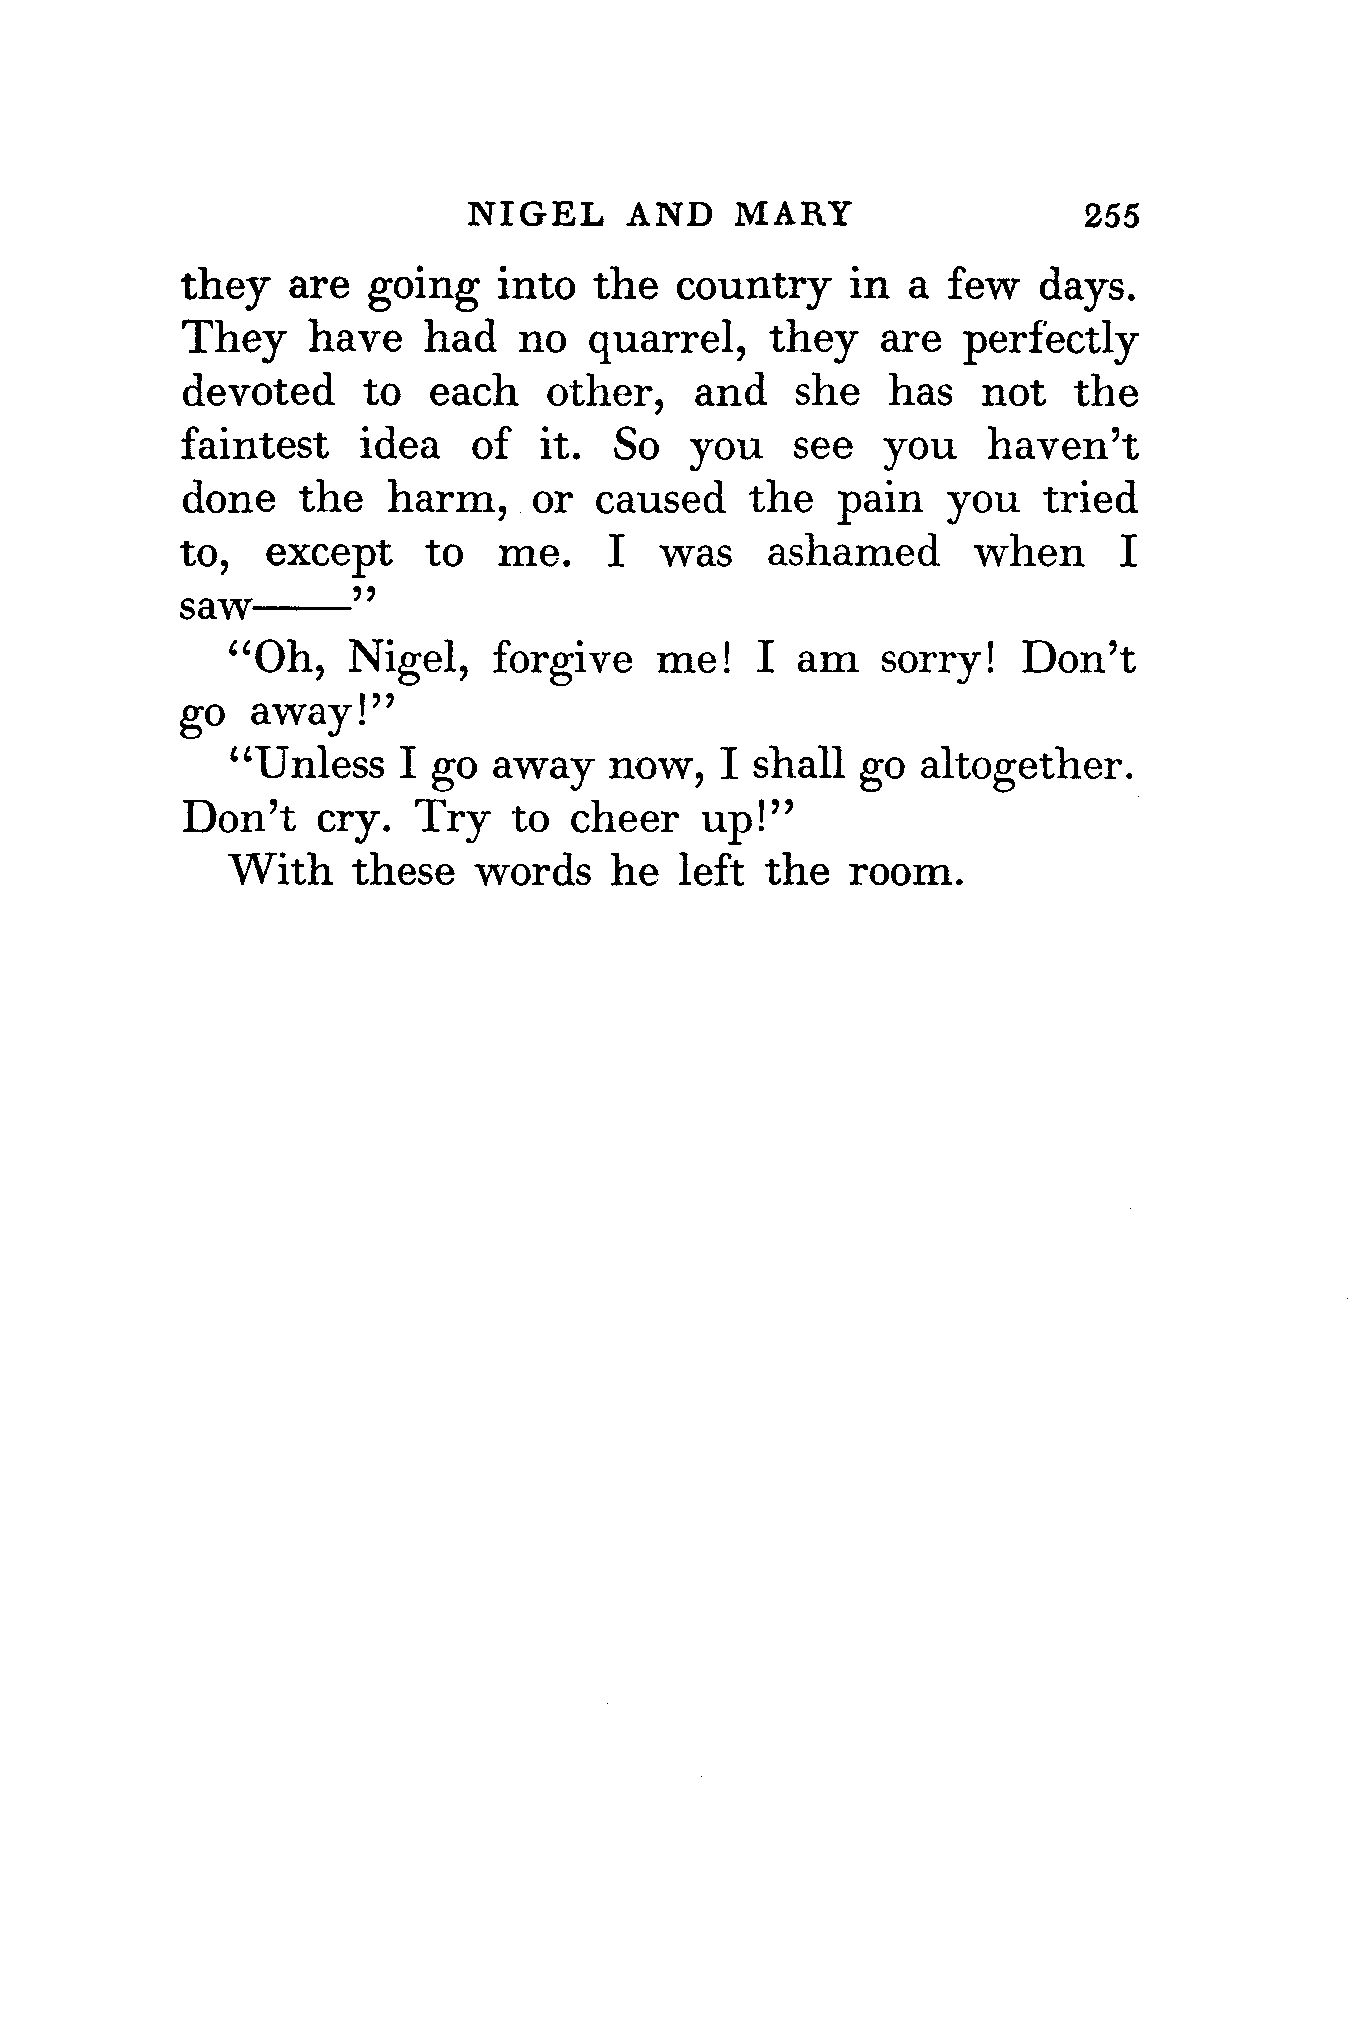 NIGEL AND MARY 255
they are going into the country in a few days.
They have had no quarrel, they are perfectly
devoted to each other, and she has not the
faintest idea of it. So you see you haven't
done the harm, or caused the pain you tried
to, except to me. I was ashamed when I
saw——"
"Oh, Nigel, forgive me! I am sorry! Don't
go away!"
"Unless I go away now, I shall go altogether.
Don't cry. Try to cheer up!"
With these words he left the room.